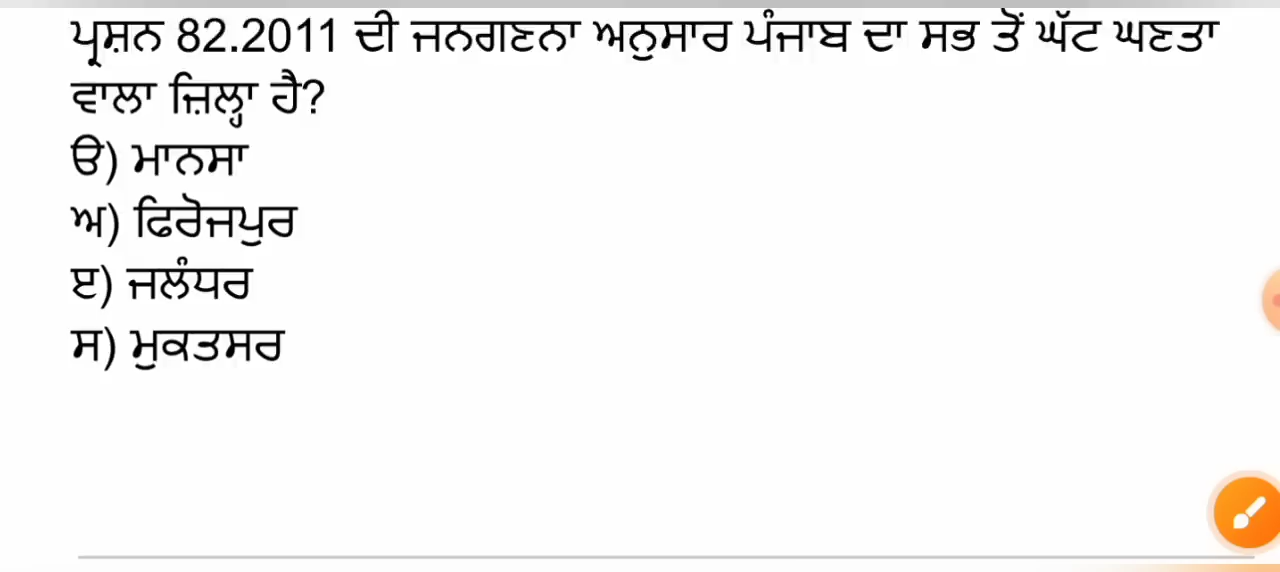 ਪ੍ਰਸ਼ਨ 82.2011 ਦੀ ਜਨਗਣਨਾ ਅਨੁਸਾਰ ਪੰਜਾਬ ਦਾ ਸਭ ਤੋਂ ਘੱਟ ਘਣਤਾ
ਵਾਲਾ ਜ਼ਿਲ੍ਹਾ ਹੈ?
ੳ) ਮਾਨਸਾ
ਅ) ਫਿਰੋਜਪੁਰ
ੲ) ਜਲੰਧਰ
ਸ) ਮੁਕਤਸਰ